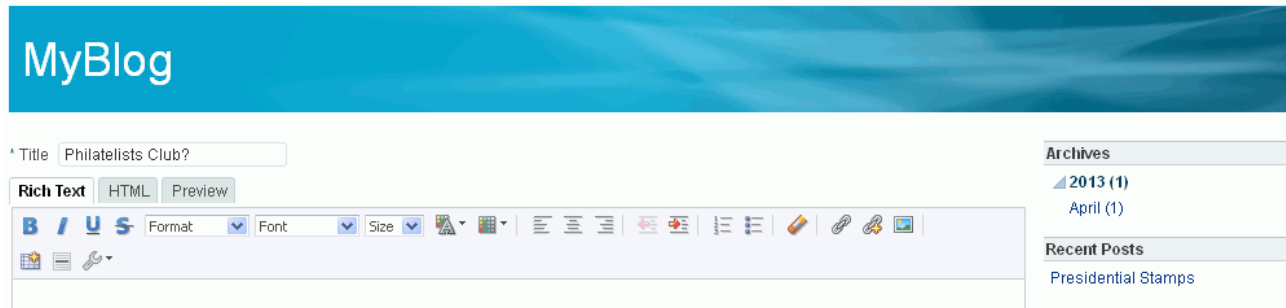 MyBlog
* Title Philatelists Club?
Rich Text HTML Preview
B I U S Format Font Size
Archives
2013 (1)
April (1)
Recent Posts
Presidential Stamps